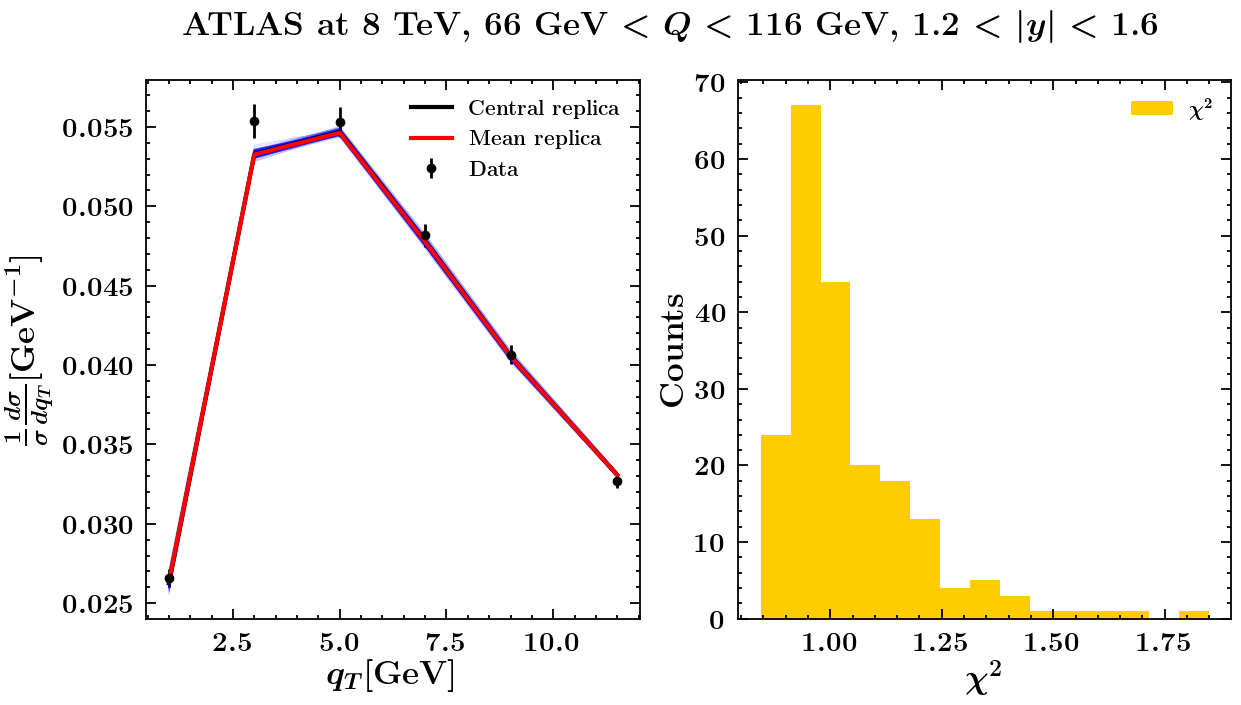 ATLAS at 8 TeV, 66 GeV < Q < 116 GeV, 1.2 < |y| < 1.6
1/σ dσ/dq_T [GeV⁻¹]
0.055
0.050
0.045
0.040
0.035
0.030
0.025
Central replica
Mean replica
Data
2.5 5.0 7.5 10.0
q_T[GeV]
Counts
70
60
50
40
30
20
10
0
χ²
1.00 1.25 1.50 1.75
χ²